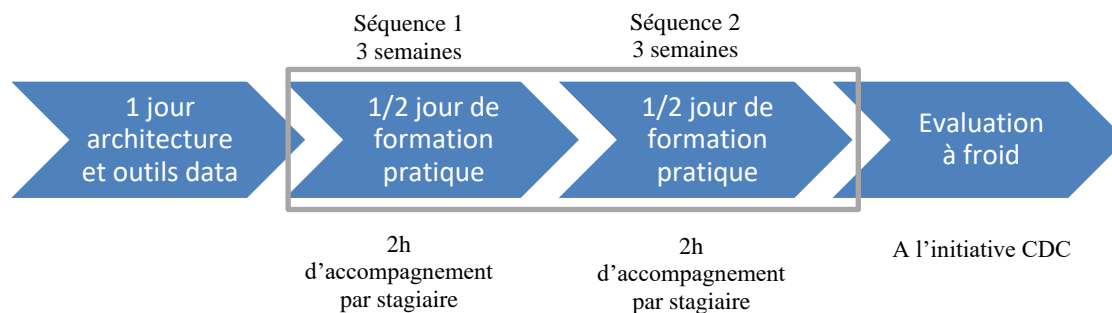 Séquence 1
3 semaines
Séquence 2
3 semaines
1 jour
architecture
et outils data
1/2 jour de
formation
pratique
1/2 jour de
formation
pratique
Evaluation
à froid
2h
d’accompagnement
par stagiaire
2h
d’accompagnement
par stagiaire
A l’initiative CDC